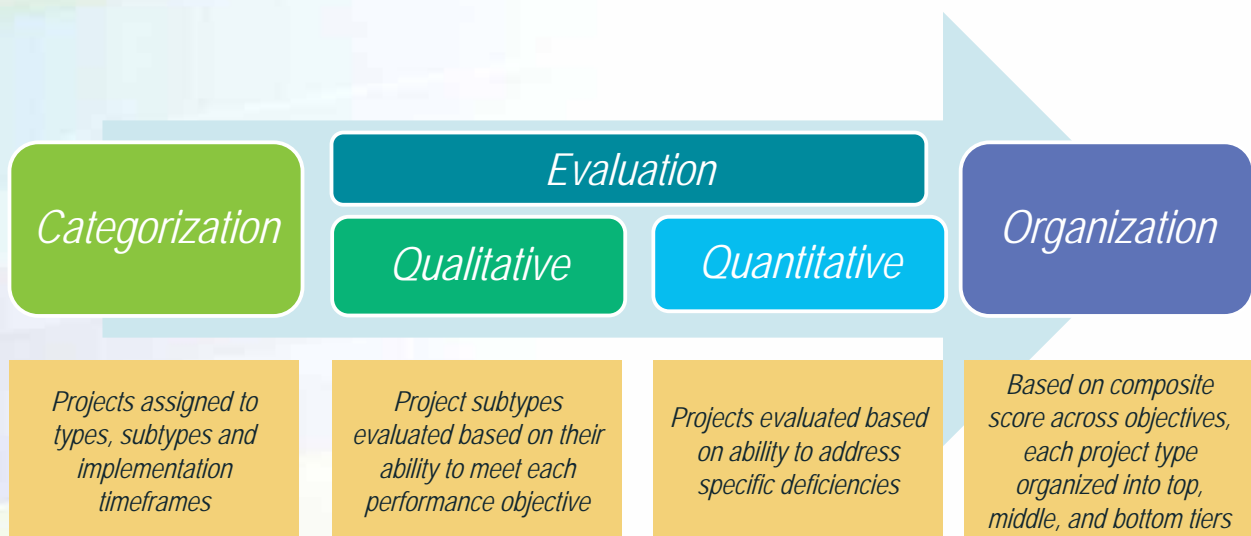 Categorization
Evaluation
Qualitative
Quantitative
Organization
Projects assigned to
types, subtypes and
implementation
timeframes
Project subtypes
evaluated based on their
ability to meet each
performance objective
Projects evaluated based
on ability to address
specific deficiencies
Based on composite
score across objectives,
each project type
organized into top,
middle, and bottom tiers